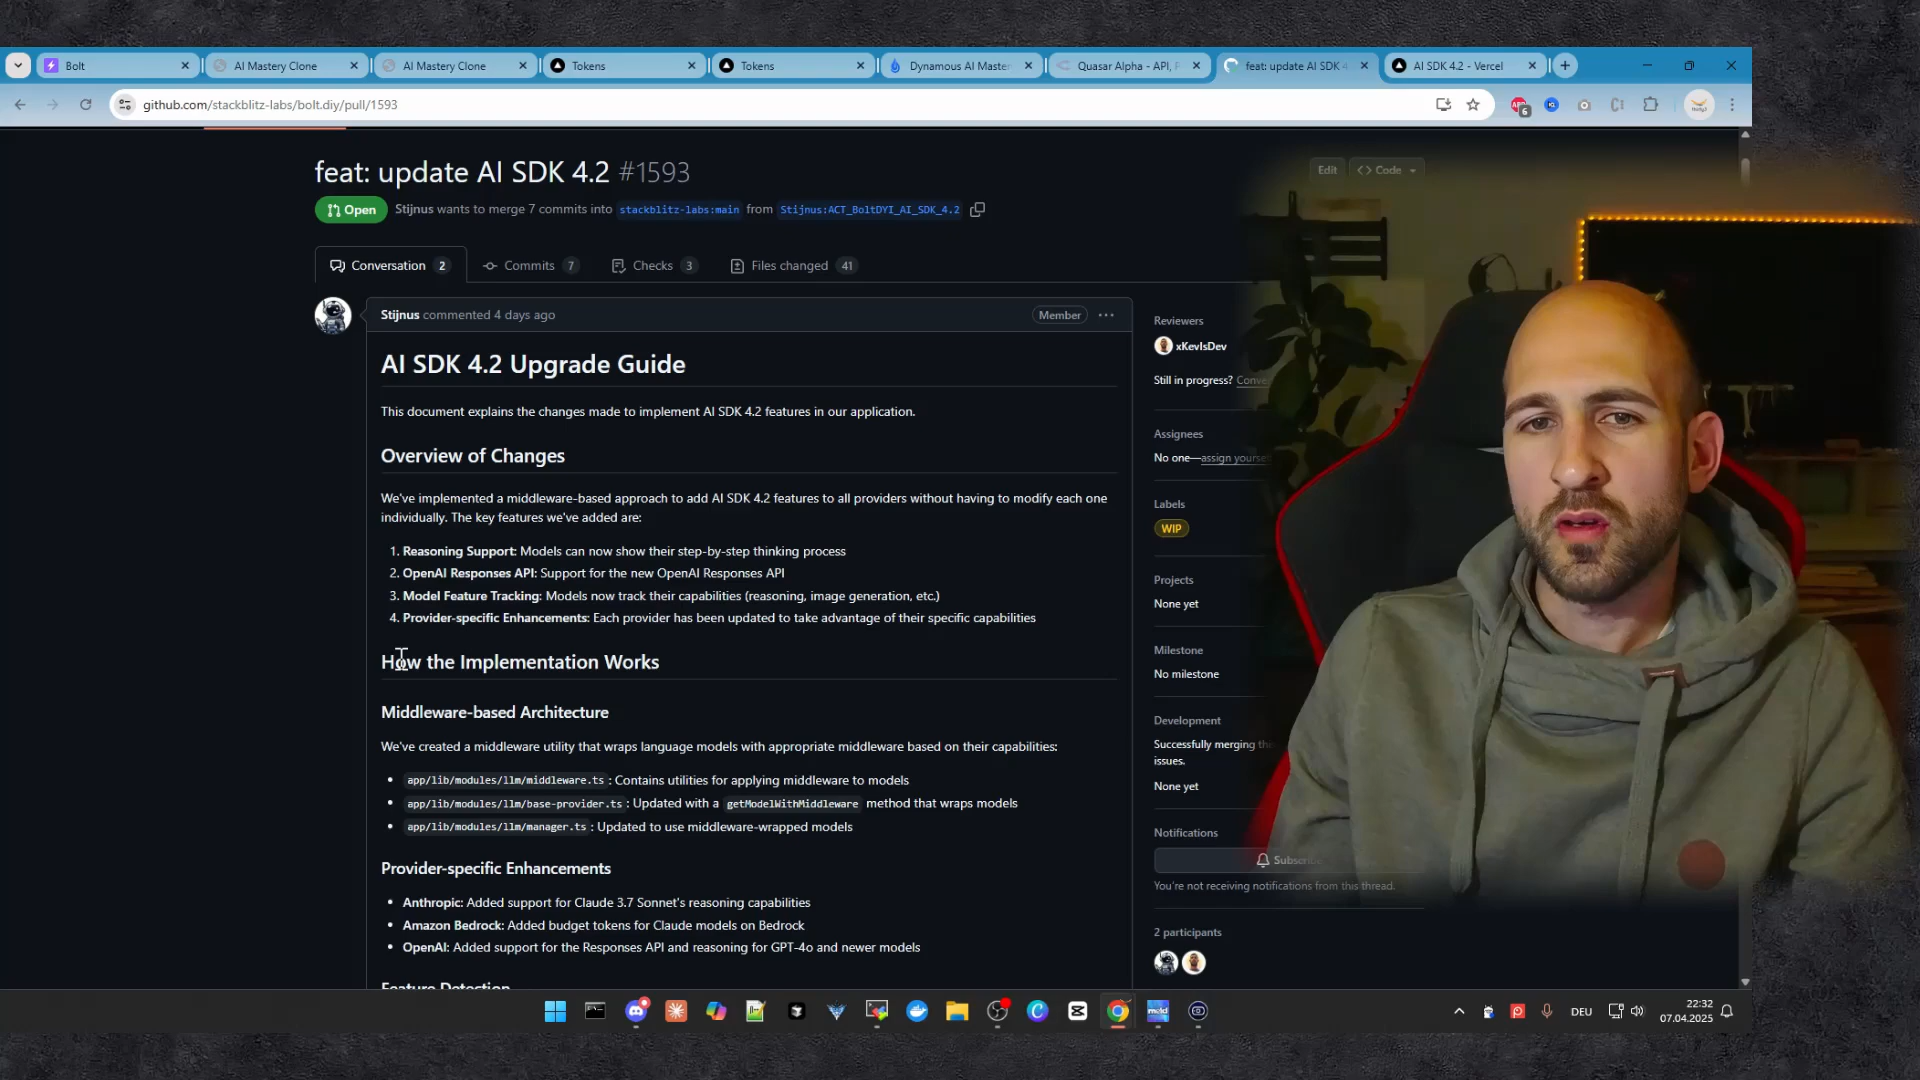 Bolt
AI Mastery Clone
AI Mastery Clone
Tokens
Tokens
Dynamous AI Master
Quasar Alpha - API,
feat: update AI SDK 4
AI SDK 4.2 - Vercel
github.com/stackblitz-labs/bolt.diy/pull/1593
6
feat: update AI SDK 4.2 #1593
Edit
<> Code
Open
Stijnus wants to merge 7 commits into stackblitz-labs:main from Stijnus:ACT_BoltDYI_AI_SDK_4.2
Conversation 2
Commits 7
Checks 3
Files changed 41
Stijnus commented 4 days ago
Member
AI SDK 4.2 Upgrade Guide
This document explains the changes made to implement AI SDK 4.2 features in our application.
Overview of Changes
We've implemented a middleware-based approach to add AI SDK 4.2 features to all providers without having to modify each one
individually. The key features we've added are:
1. Reasoning Support: Models can now show their step-by-step thinking process
2. OpenAI Responses API: Support for the new OpenAI Responses API
3. Model Feature Tracking: Models now track their capabilities (reasoning, image generation, etc.)
4. Provider-specific Enhancements: Each provider has been updated to take advantage of their specific capabilities
How the Implementation Works
Middleware-based Architecture
We've created a middleware utility that wraps language models with appropriate middleware based on their capabilities:
app/lib/modules/llm/middleware.ts : Contains utilities for applying middleware to models
app/lib/modules/llm/base-provider.ts : Updated with a getModelWithMiddleware method that wraps models
app/lib/modules/llm/manager.ts : Updated to use middleware-wrapped models
Provider-specific Enhancements
Anthropic: Added support for Claude 3.7 Sonnet's reasoning capabilities
Amazon Bedrock: Added budget tokens for Claude models on Bedrock
OpenAI: Added support for the Responses API and reasoning for GPT-4o and newer models
Feature Detection
Reviewers
xKevIsDev
Still in progress?
Assignees
No one—assign yourse
Labels
WIP
Projects
None yet
Milestone
No milestone
Development
Successfully merging
issues.
None yet
Notifications
Subscribe
You're not receiving notifications from this thread.
2 participants
DEU
22:32
07.04.2025